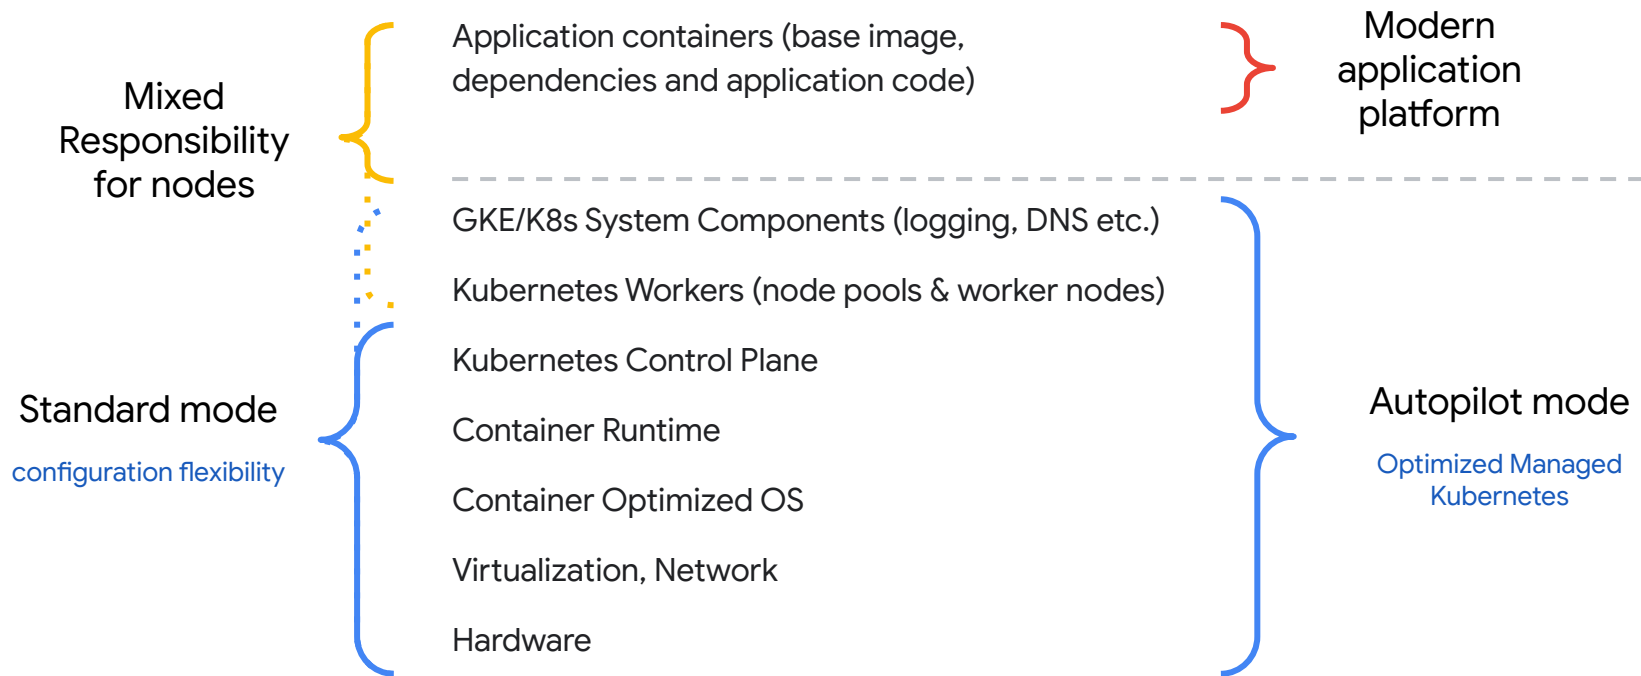 Mixed
Responsibility
for nodes
Standard mode
configuration flexibility
Application containers (base image,
dependencies and application code)
GKE/K8s System Components (logging, DNS etc.)
Kubernetes Workers (node pools & worker nodes)
Kubernetes Control Plane
Container Runtime
Container Optimized OS
Virtualization, Network
Hardware
Modern
application
platform
Autopilot mode
Optimized Managed
Kubernetes